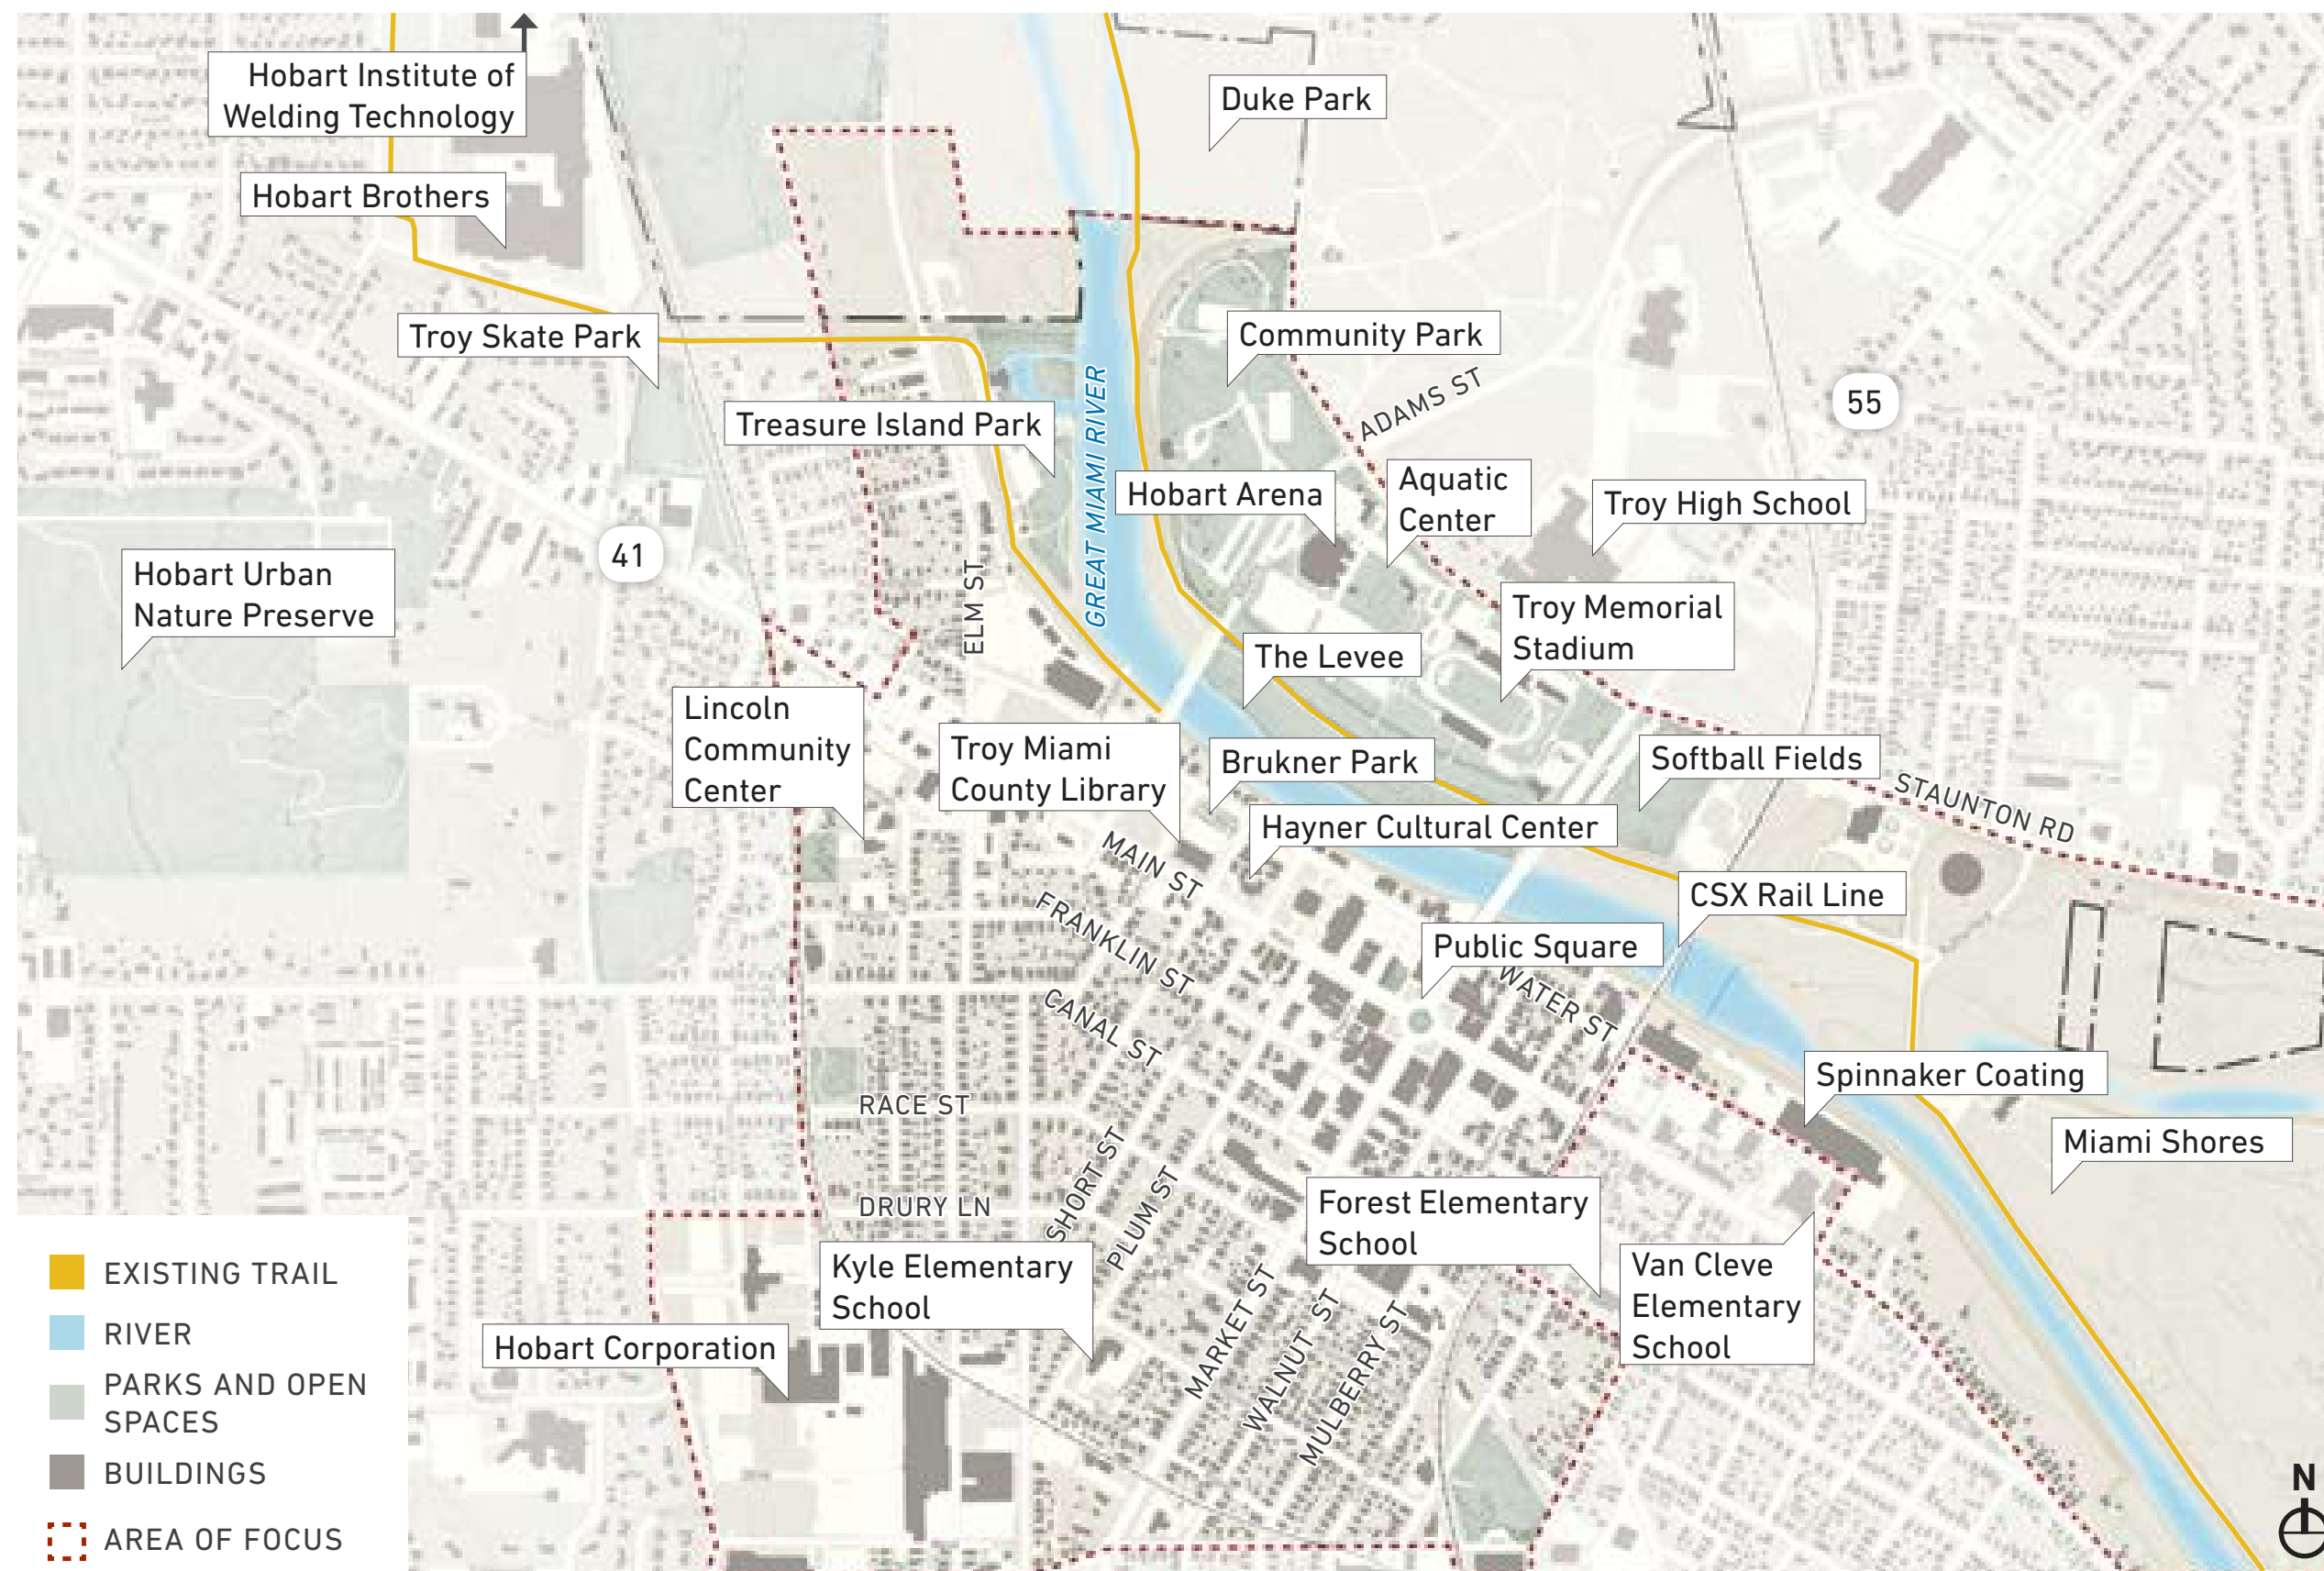 Hobart Institute of
Welding Technology
Duke Park
Hobart Brothers
Troy Skate Park
Community Park
ADAMS ST
55
Treasure Island Park
GREAT MIAMI RIVER
Hobart Arena
Aquatic
Center
Troy High School
41
Hobart Urban
Nature Preserve
ELM ST
Troy Memorial
Stadium
The Levee
Lincoln
Community
Center
Troy Miami
County Library
Brukner Park
Softball Fields
STAUNTON RD
Hayner Cultural Center
MAIN ST
FRANKLIN ST
CANAL ST
CSX Rail Line
Public Square
WATER ST
Spinnaker Coating
Miami Shores
RACE ST
SHORT ST
PLUM ST
DRURY LN
Forest Elementary
School
Van Cleve
Elementary
School
Kyle Elementary
School
MARKET ST
WALNUT ST
MULBERRY ST
Hobart Corporation
EXISTING TRAIL
RIVER
PARKS AND OPEN
SPACES
BUILDINGS
AREA OF FOCUS
N